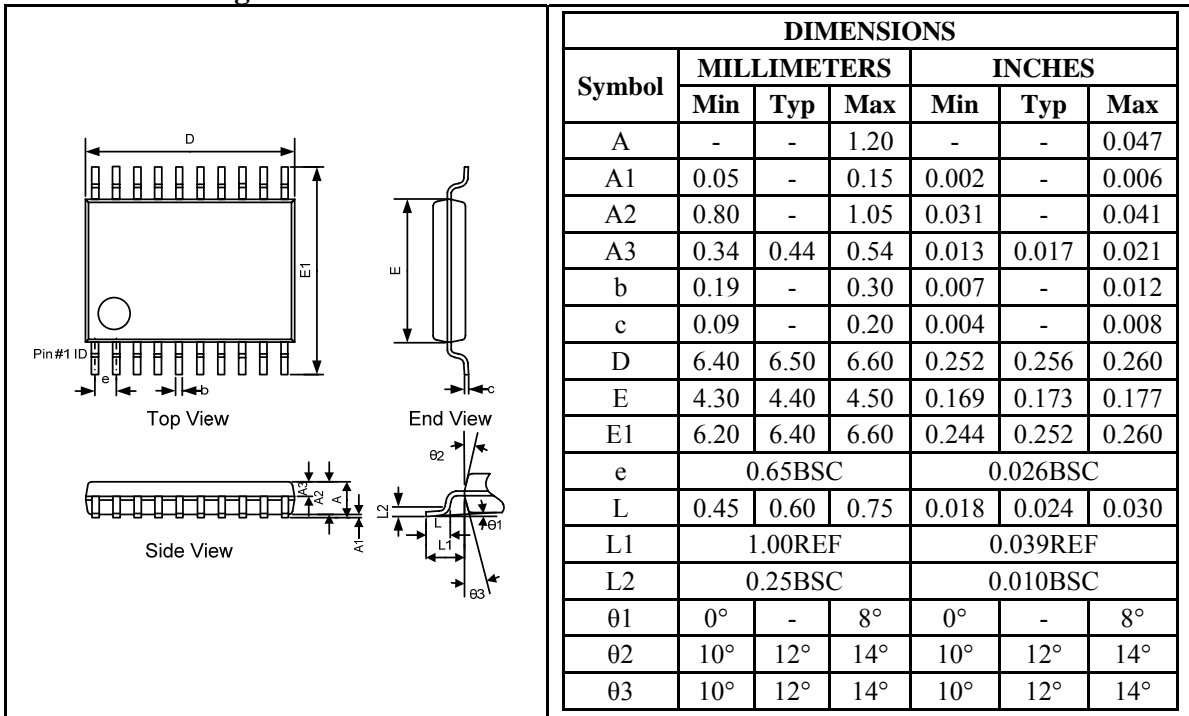 D
E1
E
Pin#1 ID
e
b
c
Top View
End View
A3
A2
A
A1
Side View
θ2
L2
L
L1
θ1
θ3
DIMENSIONS
Symbol MILLIMETERS INCHES
Min Typ Max Min Typ Max
A - - 1.20 - - 0.047
A1 0.05 - 0.15 0.002 - 0.006
A2 0.80 - 1.05 0.031 - 0.041
A3 0.34 0.44 0.54 0.013 0.017 0.021
b 0.19 - 0.30 0.007 - 0.012
c 0.09 - 0.20 0.004 - 0.008
D 6.40 6.50 6.60 0.252 0.256 0.260
E 4.30 4.40 4.50 0.169 0.173 0.177
E1 6.20 6.40 6.60 0.244 0.252 0.260
e 0.65BSC 0.026BSC
L 0.45 0.60 0.75 0.018 0.024 0.030
L1 1.00REF 0.039REF
L2 0.25BSC 0.010BSC
θ1 0° - 8° 0° - 8°
θ2 10° 12° 14° 10° 12° 14°
θ3 10° 12° 14° 10° 12° 14°